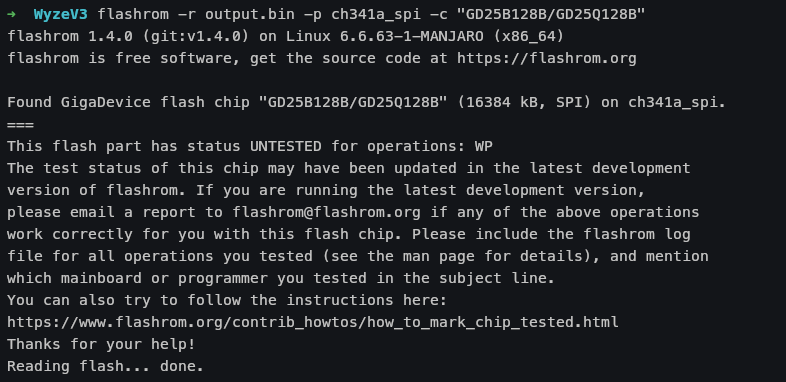 → WyzeV3 flashrom -r output.bin -p ch341a_spi -c "GD25B128B/GD25Q128B"
flashrom 1.4.0 (git:v1.4.0) on Linux 6.6.63-1-MANJARO (x86_64)
flashrom is free software, get the source code at https://flashrom.org

Found GigaDevice flash chip "GD25B128B/GD25Q128B" (16384 kB, SPI) on ch341a_spi.
===
This flash part has status UNTESTED for operations: WP
The test status of this chip may have been updated in the latest development
version of flashrom. If you are running the latest development version,
please email a report to flashrom@flashrom.org if any of the above operations
work correctly for you with this flash chip. Please include the flashrom log
file for all operations you tested (see the man page for details), and mention
which mainboard or programmer you tested in the subject line.
You can also try to follow the instructions here:
https://www.flashrom.org/contrib_howtos/how_to_mark_chip_tested.html
Thanks for your help!
Reading flash... done.